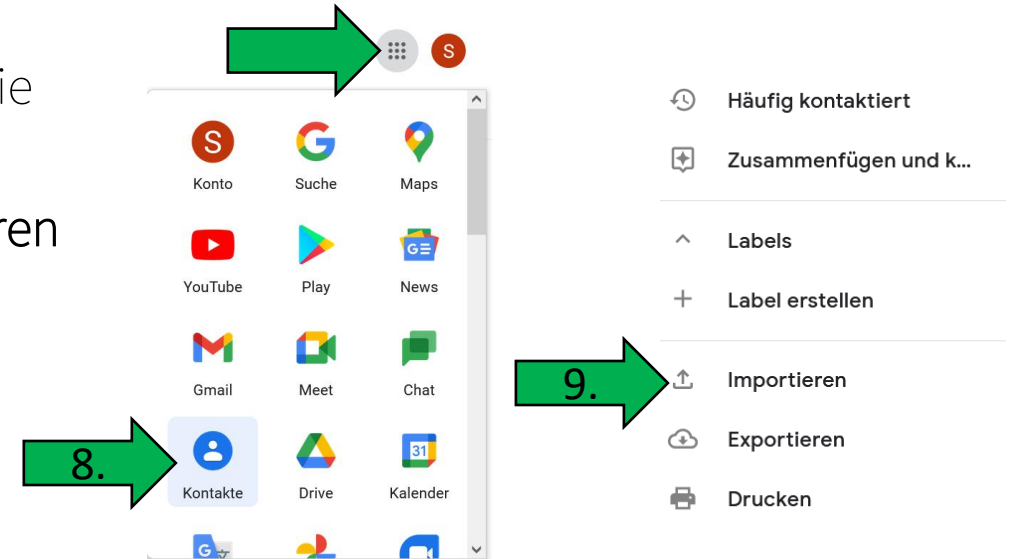 ie
ren
S
S
Konto
Suche
Maps
YouTube
Play
GE
News
Gmail
Meet
Chat
8.
31
Kontakte
Drive
Kalender
G
Häufig kontaktiert
Zusammenfügen und k...
Labels
Label erstellen
9.
Importieren
Exportieren
Drucken